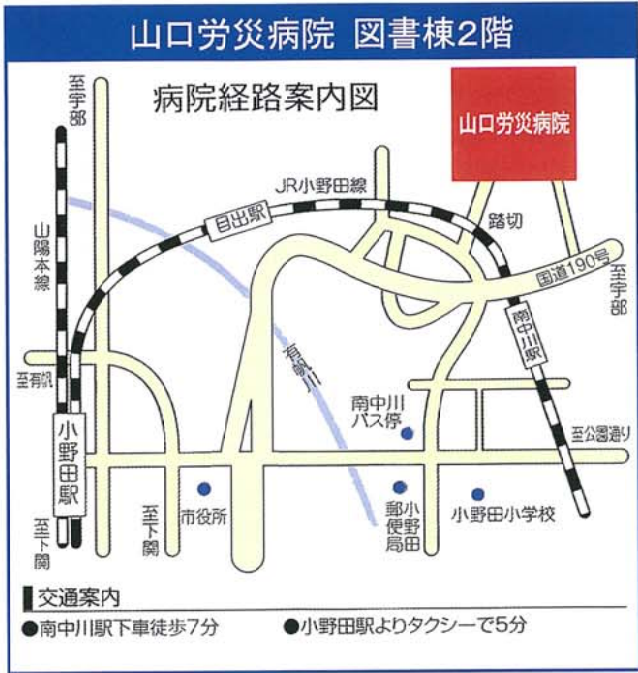 山口労災病院 図書棟2階
病院経路案内図
至宇部
山口労災病院
JR小野田線
目出駅
踏切
山陽本線
国道190号
至宇部
南中川駅
有帆川
至有帆
南中川
バス停
小野田駅
至公園通り
市役所
小野田
郵便局
小野田小学校
至下関
至下関
交通案内
●南中川駅下車徒歩7分
●小野田駅よりタクシーで5分